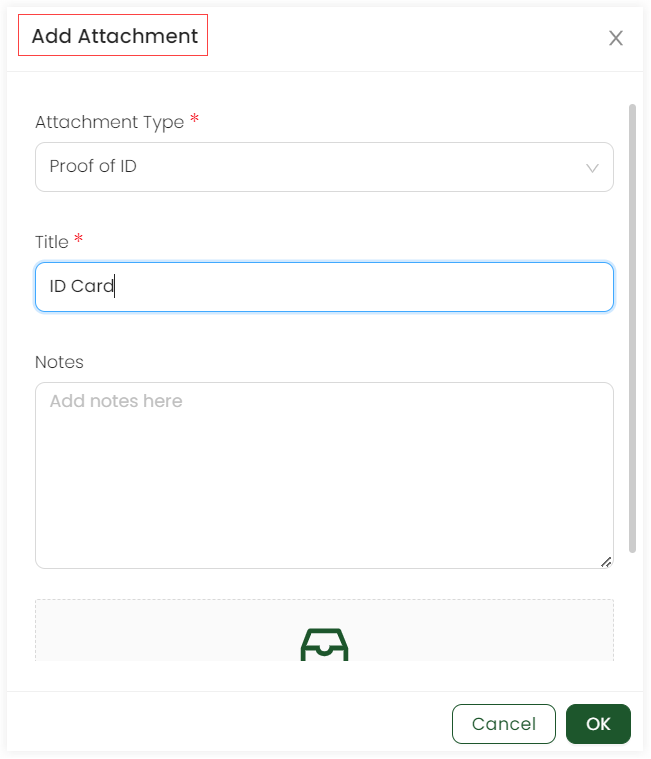 Add Attachment
Attachment Type *
Proof of ID
Title *
ID Card
Notes
Add notes here
Cancel OK